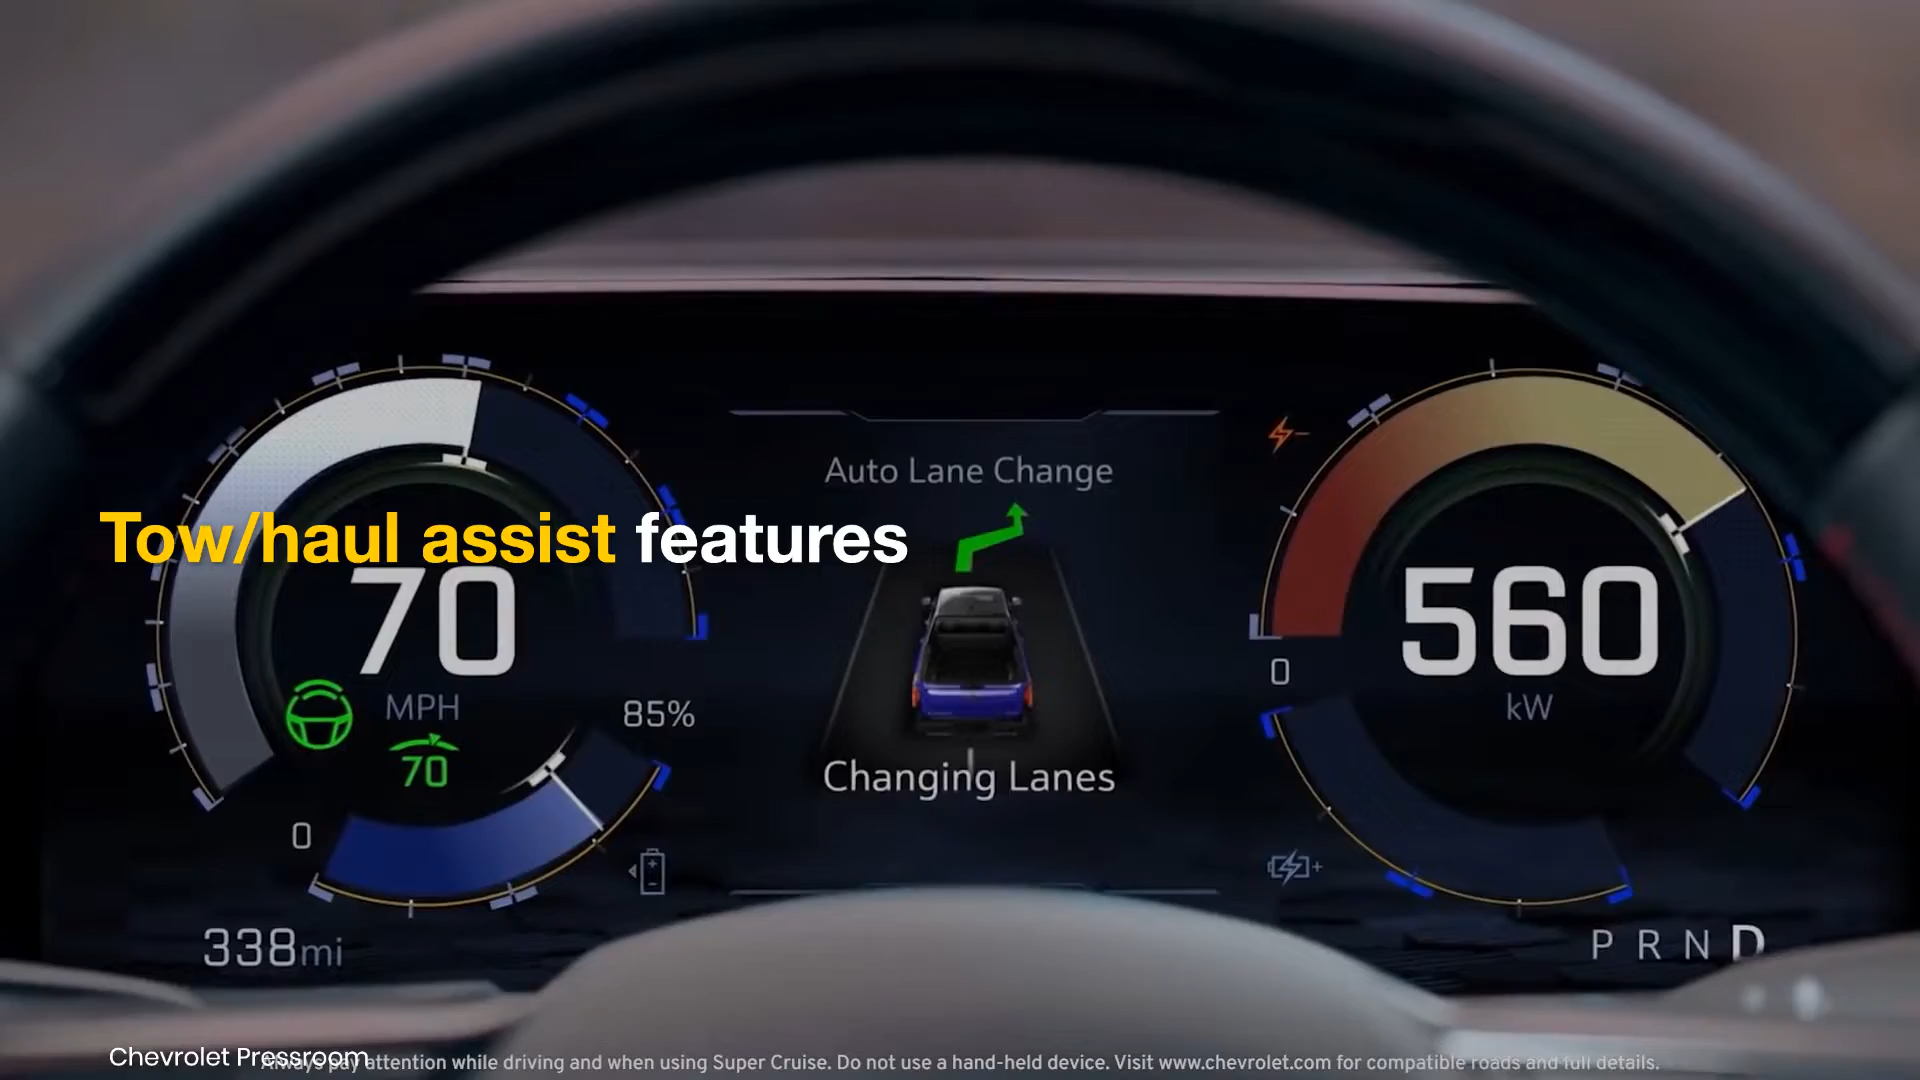 Auto Lane Change
Tow/haul assist features
70
560
MPH
kW
85%
0
70
Changing Lanes
0
338mi
P R N D
Chevrolet Pressroom
Always pay attention while driving and when using Super Cruise. Do not use a hand-held device. Visit www.chevrolet.com for compatible roads and full details.